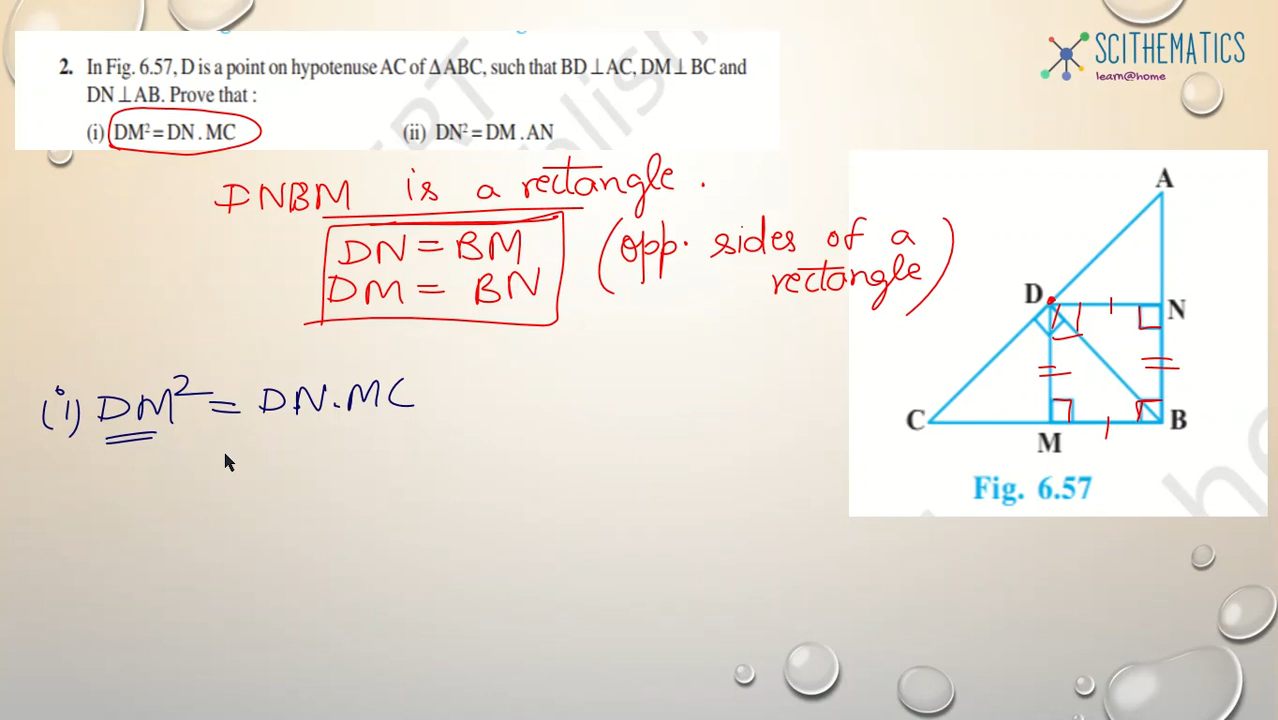 SCITHEMATICS
learn@home
2. In Fig. 6.57, D is a point on hypotenuse AC of ΔABC, such that BD ⊥ AC, DM ⊥ BC and
DN ⊥ AB. Prove that :
(i) DM² = DN . MC (ii) DN² = DM . AN
DNBM is a rectangle.
DN = BM (opp. sides of a
DM = BN rectangle)
(i) DM² = DN.MC
A
D
N
C
M
B
Fig. 6.57